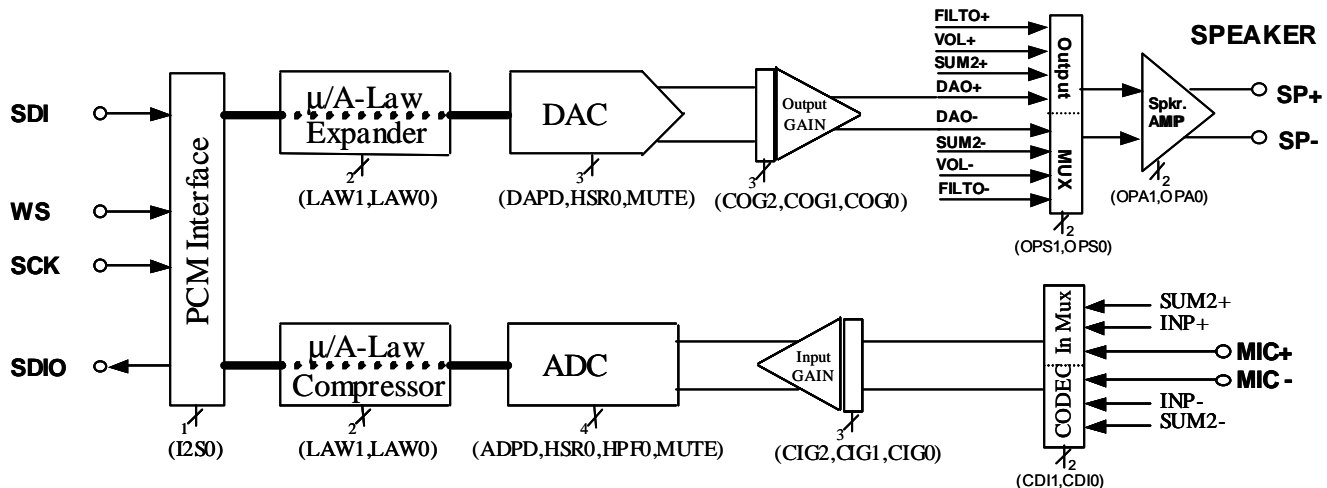 FILTO+
VOL+
SUM2+
DAO+
DAO-
SUM2-
VOL-
FILTO-
Output
MUX
2
(OPS1,OPS0)
SPEAKER
Spkr.
AMP
2
(OPA1,OPA0)
SP+
SP-
SDI
WS
SCK
SDIO
PCM Interface
1
(I2S0)
μ/A-Law
Expander
2
(LAW1,LAW0)
DAC
3
(DAPD,HSR0,MUTE)
Output
GAIN
3
(COG2,COG1,COG0)
μ/A-Law
Compressor
2
(LAW1,LAW0)
ADC
4
(ADPD,HSR0,HPF0,MUTE)
Input
GAIN
3
(CIG2,CIG1,CIG0)
CODEC In Mux
2
(CDI1,CDI0)
SUM2+
INP+
MIC+
MIC-
INP-
SUM2-